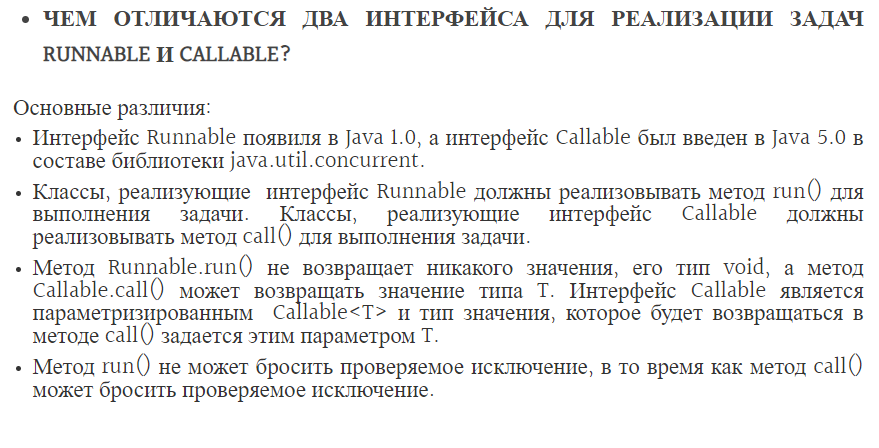 • ЧЕМ ОТЛИЧАЮТСЯ ДВА ИНТЕРФЕЙСА ДЛЯ РЕАЛИЗАЦИИ ЗАДАЧ
RUNNABLE И CALLABLE?
Основные различия:
• Интерфейс Runnable появиля в Java 1.0, а интерфейс Callable был введен в Java 5.0 в
составе библиотеки java.util.concurrent.
• Классы, реализующие интерфейс Runnable должны реализовывать метод run() для
выполнения задачи. Классы, реализующие интерфейс Callable должны
реализовывать метод call() для выполнения задачи.
• Метод Runnable.run() не возвращает никакого значения, его тип void, а метод
Callable.call() может возвращать значение типа T. Интерфейс Callable является
параметризированным Callable<T> и тип значения, которое будет возвращаться в
методе call() задается этим параметром T.
• Метод run() не может бросить проверяемое исключение, в то время как метод call()
может бросить проверяемое исключение.